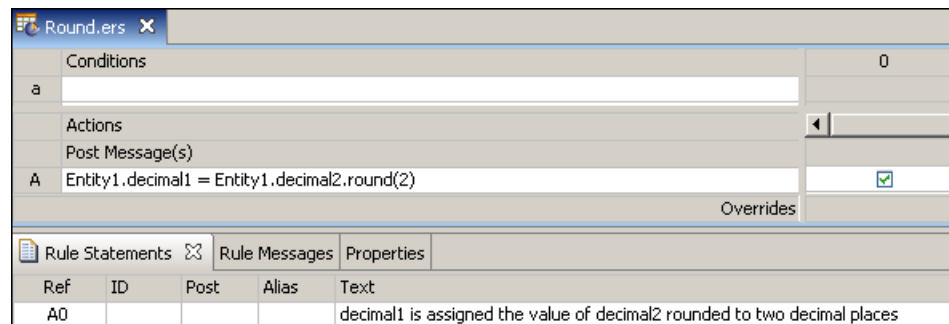 Round.ers
Conditions 0
a
Actions
Post Message(s)
A Entity1.decimal1 = Entity1.decimal2.round(2)
Overrides
Rule Statements Rule Messages Properties
Ref ID Post Alias Text
A0 decimal1 is assigned the value of decimal2 rounded to two decimal places